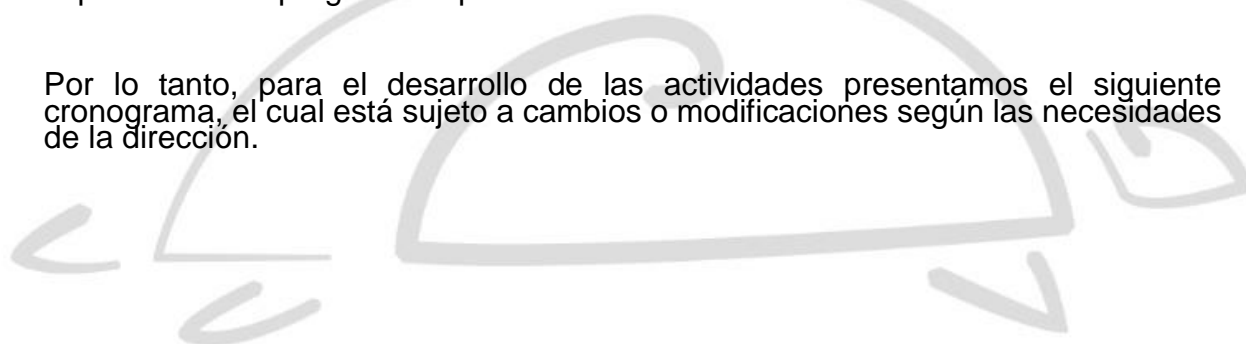 Por lo tanto, para el desarrollo de las actividades presentamos el siguiente
cronograma, el cual está sujeto a cambios o modificaciones según las necesidades
de la dirección.